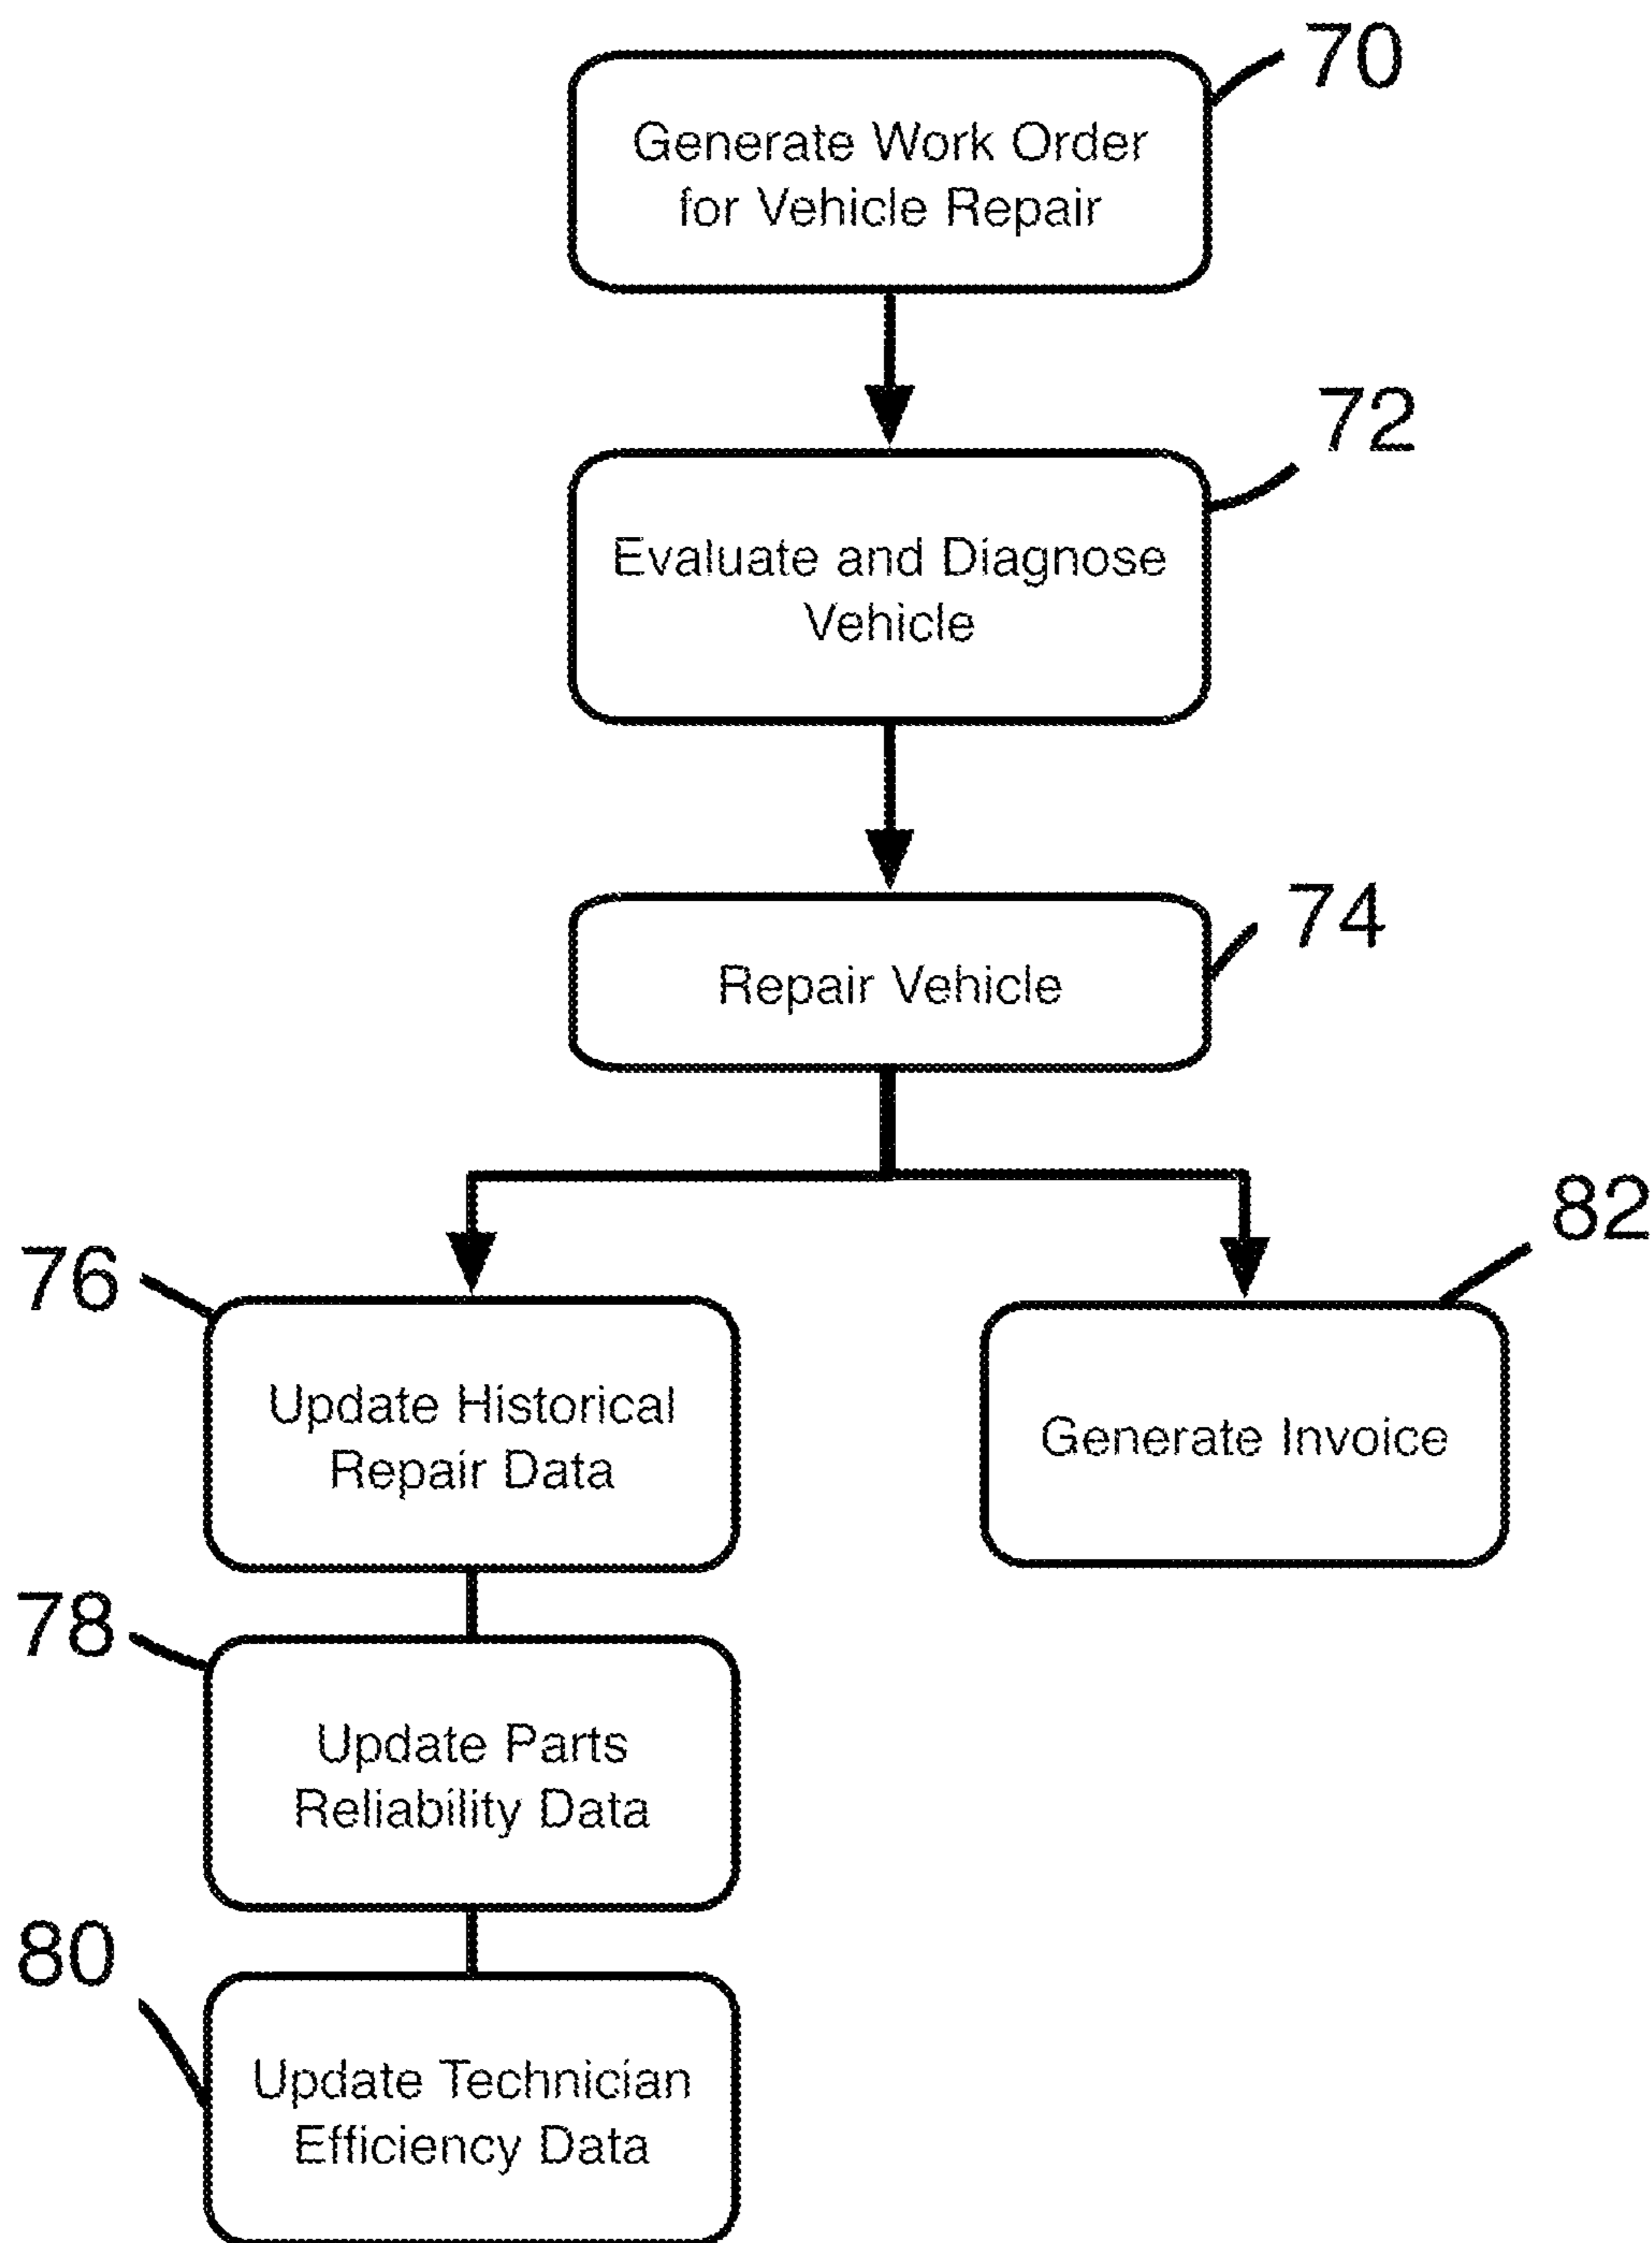 70
Generate Work Order
for Vehicle Repair
72
Evaluate and Diagnose
Vehicle
74
Repair Vehicle
76
Update Historical
Repair Data
82
Generate Invoice
78
Update Parts
Reliability Data
80
Update Technician
Efficiency Data